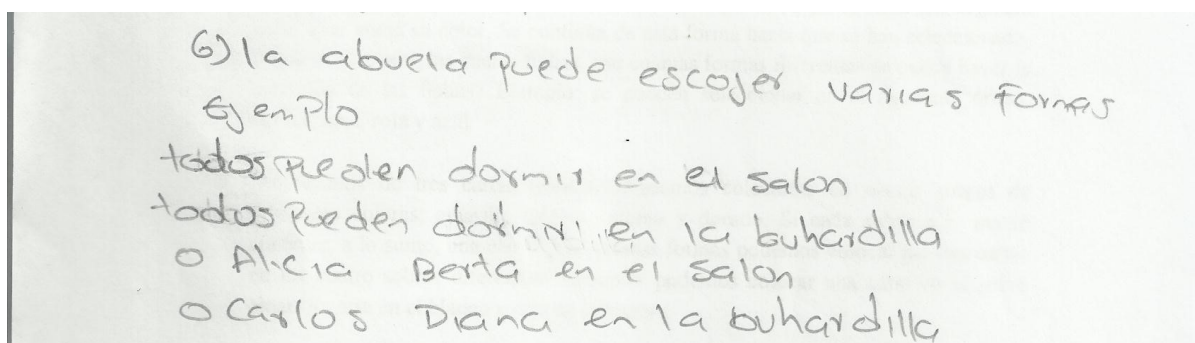 6) la abuela puede escojer varias formas
Ejemplo
todos pueden dormir en el salon
todos Pueden dormir en la buhardilla
o Alicia Berta en el salon
o Carlos Diana en la buhardilla